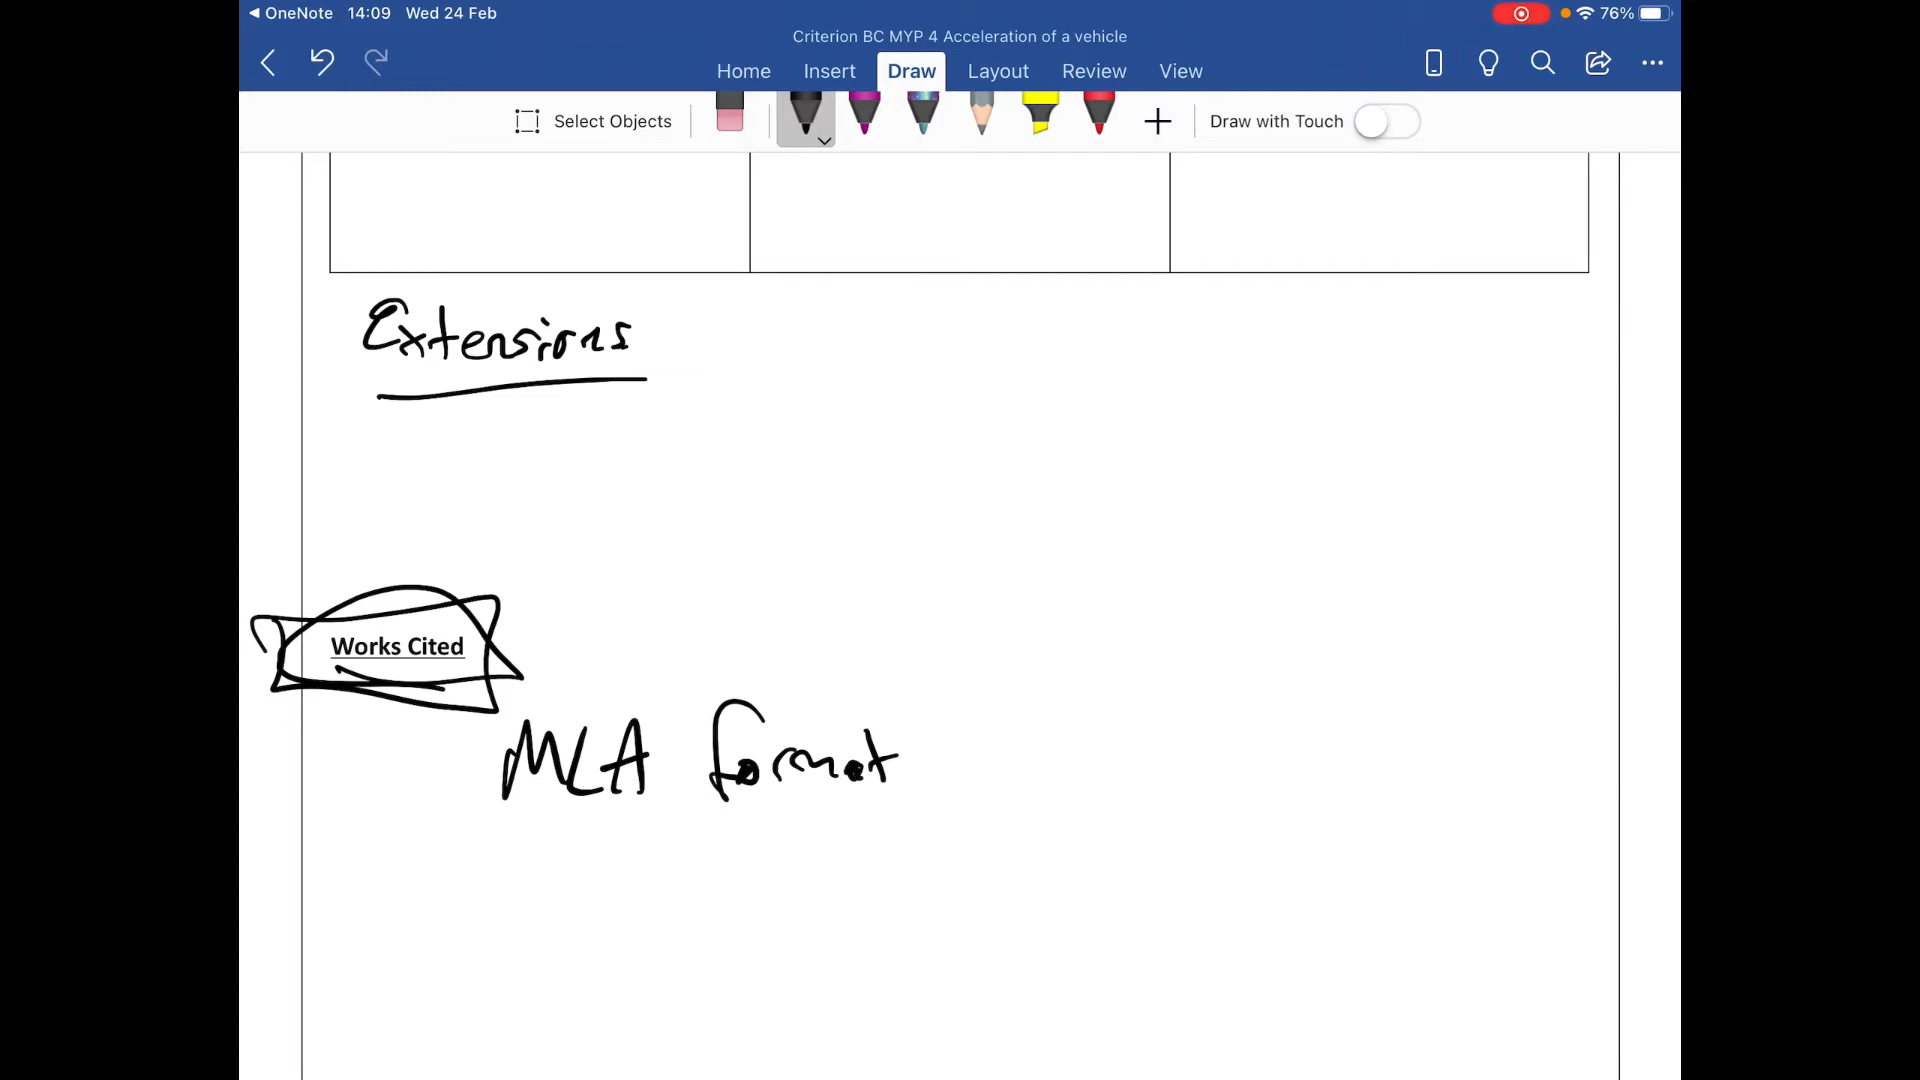 OneNote 14:09 Wed 24 Feb 76%
Criterion BC MYP 4 Acceleration of a vehicle
Home Insert Draw Layout Review View
Select Objects Draw with Touch
Extensions
Works Cited
MLA format